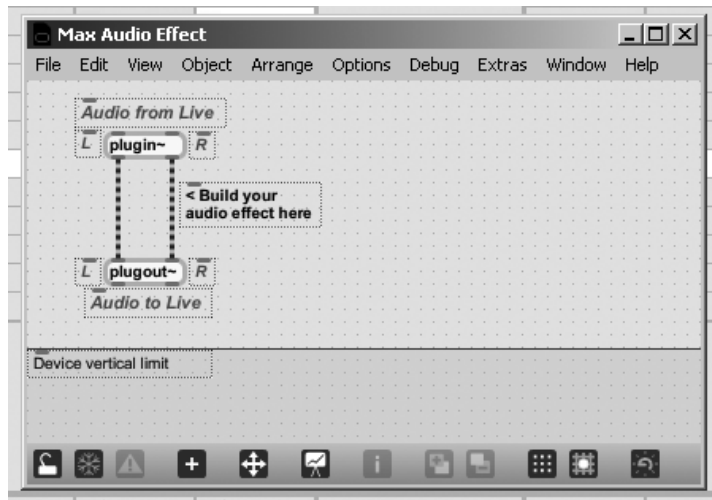 Max Audio Effect
File Edit View Object Arrange Options Debug Extras Window Help
Audio from Live
L plugin~ R
< Build your
audio effect here
L plugout~ R
Audio to Live
Device vertical limit